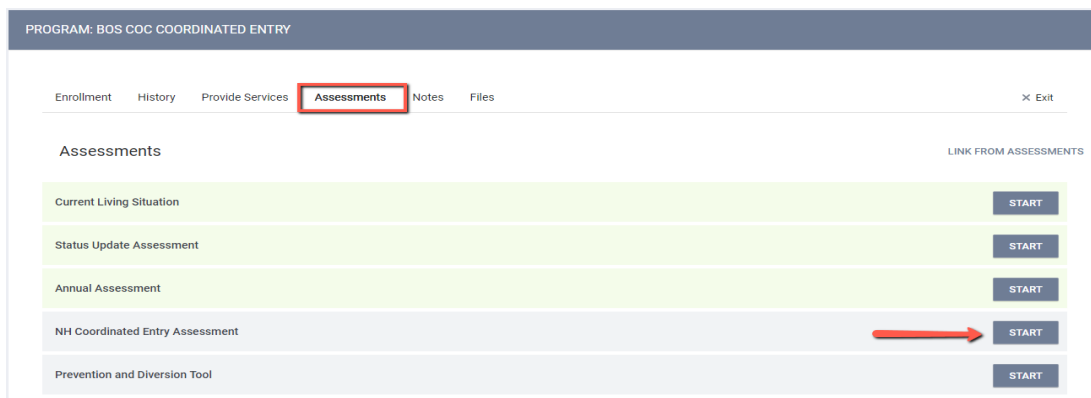 PROGRAM: BOS COC COORDINATED ENTRY
Enrollment History Provide Services Assessments Notes Files × Exit
Assessments LINK FROM ASSESSMENTS
Current Living Situation START
Status Update Assessment START
Annual Assessment START
NH Coordinated Entry Assessment START
Prevention and Diversion Tool START